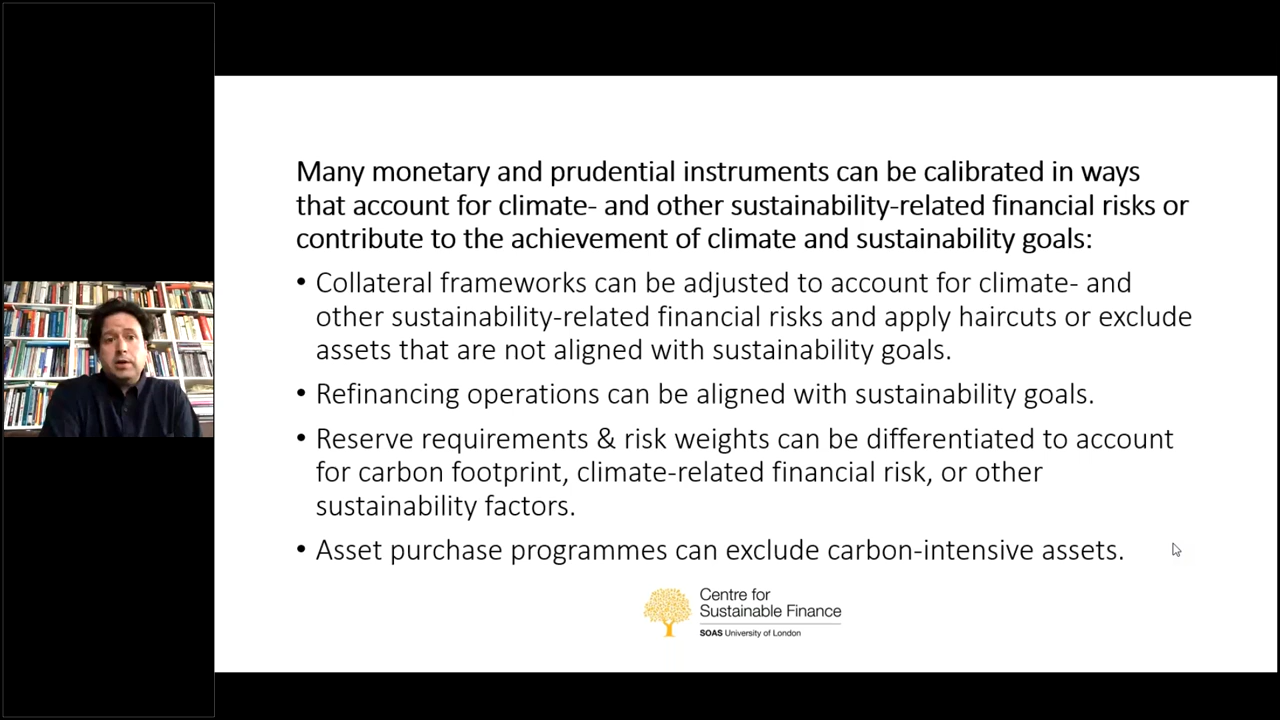 Many monetary and prudential instruments can be calibrated in ways
that account for climate- and other sustainability-related financial risks or
contribute to the achievement of climate and sustainability goals:
• Collateral frameworks can be adjusted to account for climate- and
other sustainability-related financial risks and apply haircuts or exclude
assets that are not aligned with sustainability goals.
• Refinancing operations can be aligned with sustainability goals.
• Reserve requirements & risk weights can be differentiated to account
for carbon footprint, climate-related financial risk, or other
sustainability factors.
• Asset purchase programmes can exclude carbon-intensive assets.
Centre for
Sustainable Finance
SOAS University of London